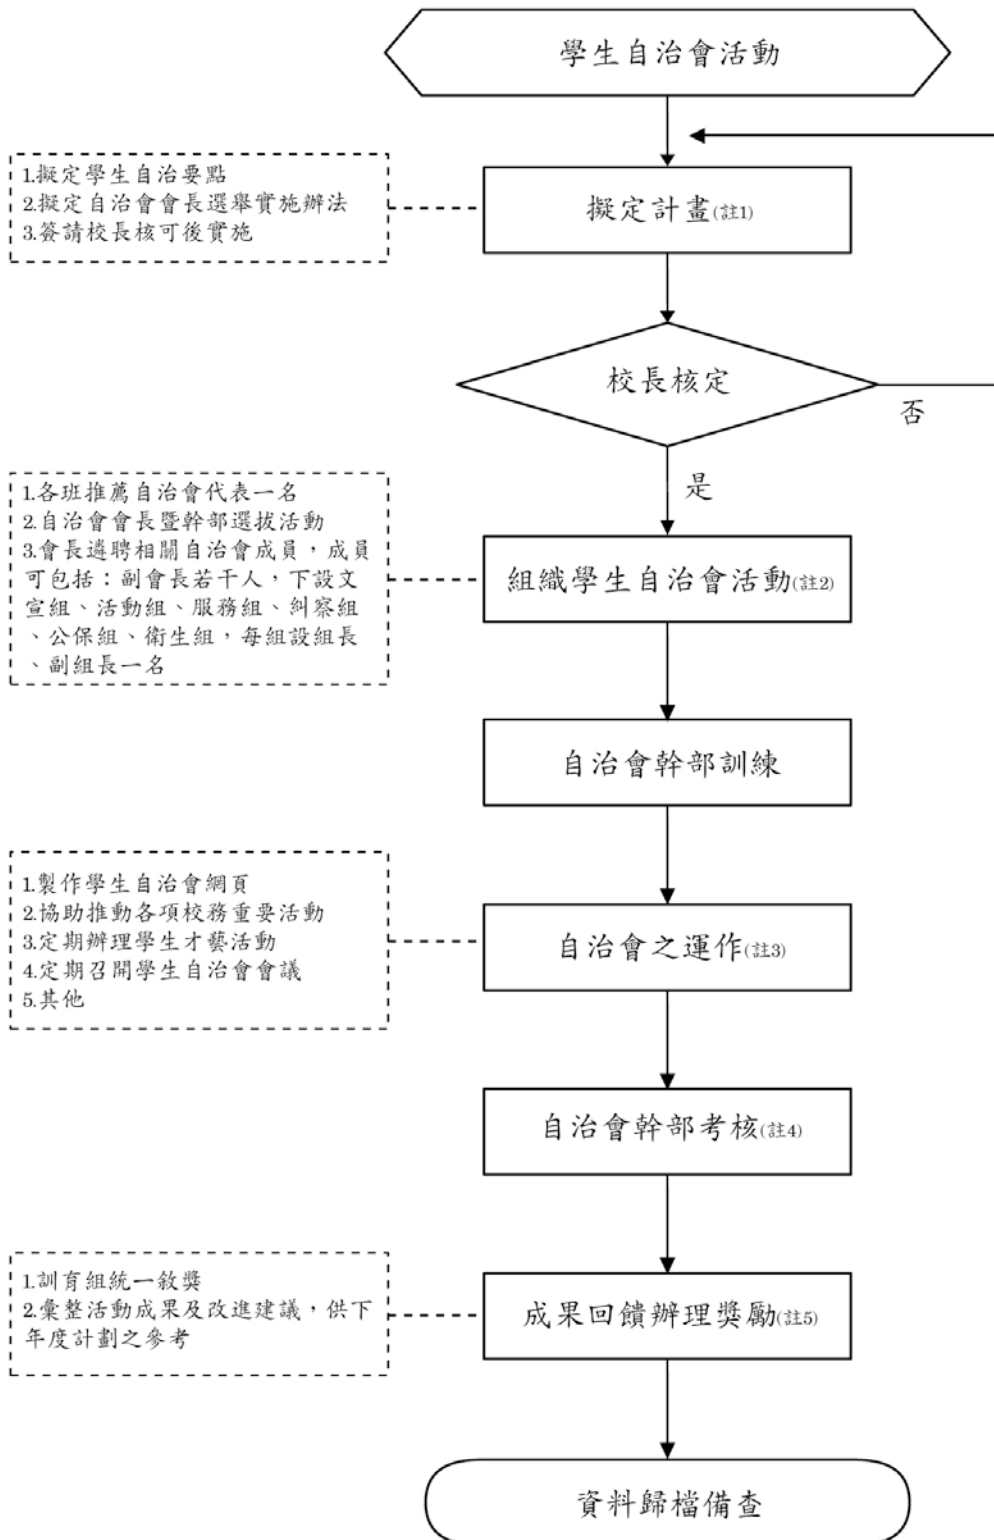 學生自治會活動
1.擬定學生自治要點
2.擬定自治會會長選舉實施辦法
3.簽請校長核可後實施
擬定計畫(註1)
校長核定
否
是
1.各班推薦自治會代表一名
2.自治會會長暨幹部選拔活動
3.會長遴聘相關自治會成員，成員
可包括：副會長若干人，下設文
宣組、活動組、服務組、糾察組
、公保組、衛生組，每組設組長
、副組長一名
組織學生自治會活動(註2)
自治會幹部訓練
1.製作學生自治會網頁
2.協助推動各項校務重要活動
3.定期辦理學生才藝活動
4.定期召開學生自治會會議
5.其他
自治會之運作(註3)
自治會幹部考核(註4)
1.訓育組統一敘獎
2.彙整活動成果及改進建議，供下
年度計劃之參考
成果回饋辦理獎勵(註5)
資料歸檔備查